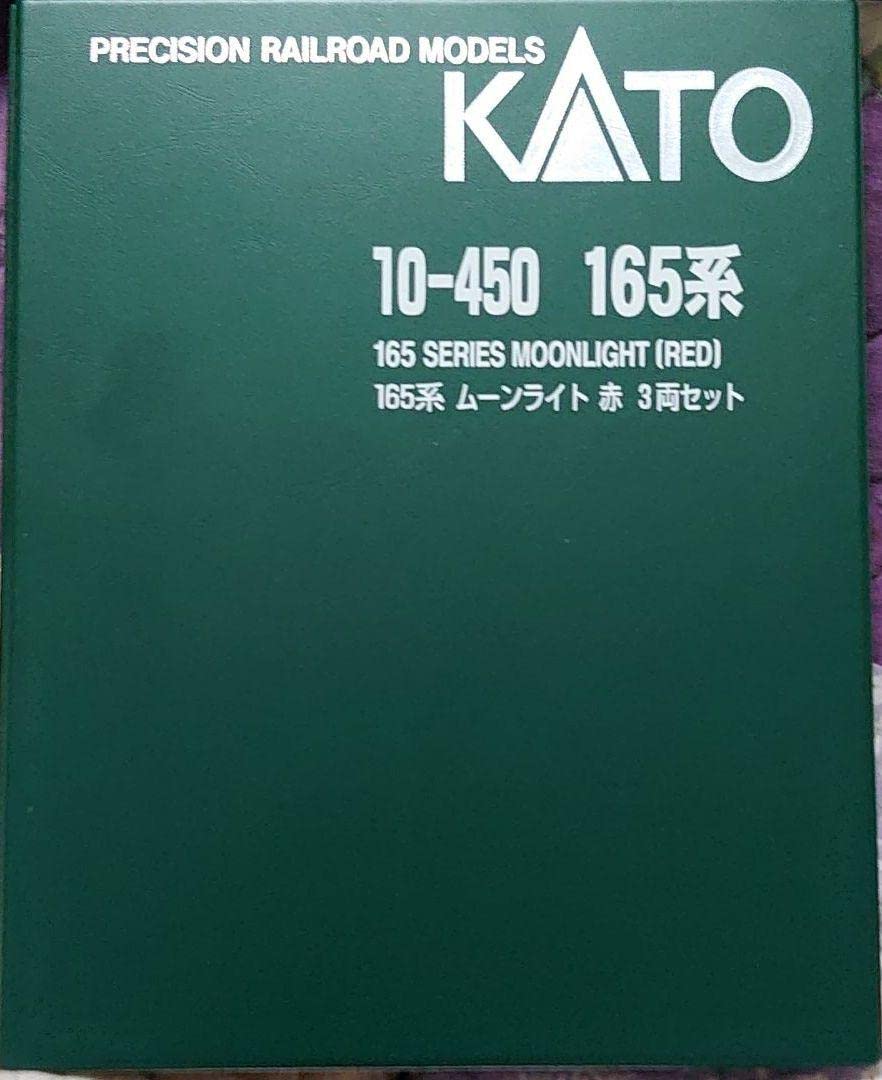 PRECISION RAILROAD MODELS
KATO
10-450 165系
165 SERIES MOONLIGHT (RED)
165系 ムーンライト 赤 3両セット